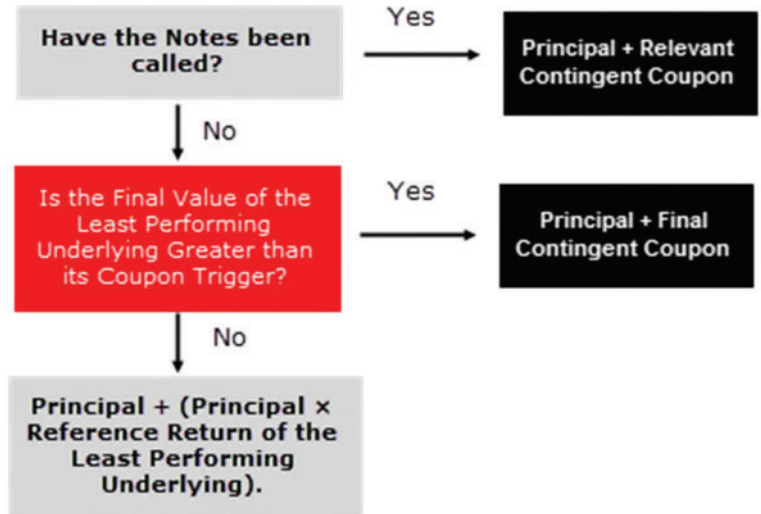 Have the Notes been
called?
Yes
Principal + Relevant
Contingent Coupon
No
Is the Final Value of the
Least Performing
Underlying Greater than
its Coupon Trigger?
Yes
Principal + Final
Contingent Coupon
No
Principal + (Principal ×
Reference Return of the
Least Performing
Underlying).